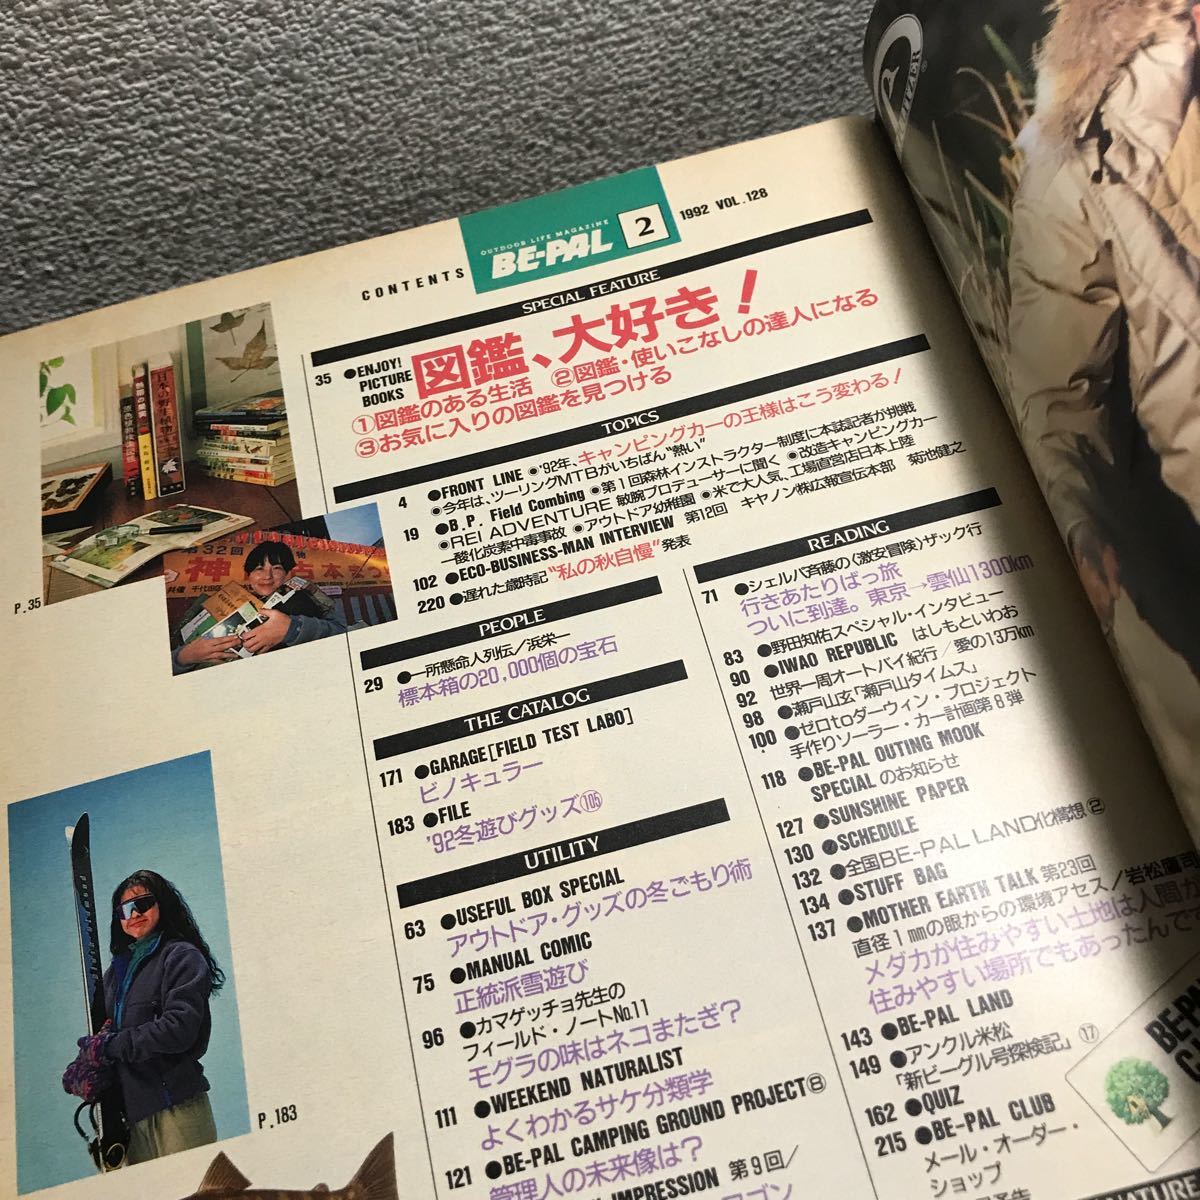 CONTENTS
OUTDOOR LIFE MAGAZINE
BE-PAL
2
1992 VOL.128
SPECIAL FEATURE
35 ●ENJOY! PICTURE BOOKS
図鑑、大好き!
①図鑑のある生活 ②図鑑・使いこなしの達人になる
③お気に入りの図鑑を見つける
TOPICS
4 ●FRONT LINE ●'92年、キャンピングカーの王様はこう変わる!
●今年は、ツーリングMTBがいちばん"熱い"
19 ●B.P. Field Combing ●第1回森林インストラクター制度に本誌記者が挑戦
●REI ADVENTURE 敏腕プロデューサーに聞く ●改造キャンピングカー
一酸化炭素中毒事故 ●アウトドア幼稚園 ●米で大人気、工場直営店日本上陸
102 ●ECO-BUSINESS-MAN INTERVIEW 第12回 キヤノン㈱広報宣伝本部 菊池健之
220 ●遅れた歳時記"私の秋自慢"発表
PEOPLE
29 ●一所懸命人列伝/浜栄一
標本箱の20,000個の宝石
THE CATALOG
171 ●GARAGE[FIELD TEST LABO]
ビノキュラー
183 ●FILE
'92冬遊びグッズ105
UTILITY
63 ●USEFUL BOX SPECIAL
アウトドア・グッズの冬ごもり術
75 ●MANUAL COMIC
正統派雪遊び
96 ●カマゲッチョ先生の
フィールド・ノートNo.11
モグラの味はネコまたぎ?
111 ●WEEKEND NATURALIST
よくわかるサケ分類学
121 ●BE-PAL CAMPING GROUND PROJECT⑧
管理人の未来像は?
IMPRESSION 第9回/
READING
71 ●シェルパ斉藤の〈激安冒険〉ザック行
行きあたりばっ旅
ついに到達。東京→雲仙1300km
83 ●野田知佑スペシャル・インタビュー
90 ●IWAO REPUBLIC はしもといわお
92 世界一周オートバイ紀行/愛の13万km
98 ●瀬戸山玄「瀬戸山タイムス」
100 ●ゼロtoダーウィン・プロジェクト
手作りソーラー・カー計画第8弾
118 ●BE-PAL OUTING MOOK
SPECIALのお知らせ
127 ●SUNSHINE PAPER
130 ●SCHEDULE
132 ●全国BE-PAL LAND化構想②
134 ●STUFF BAG
137 ●MOTHER EARTH TALK 第23回
直径1mmの眼からの環境アセス/岩松鷹司
メダカが住みやすい土地は人間が
住みやすい場所でもあったんで
143 ●BE-PAL LAND
149 ●アンクル米松
「新ビーグル号探検記」⑰
162 ●QUIZ
215 ●BE-PAL CLUB
メール・オーダー・
ショップ
P.35
P.183
第32回
日本の野生植物